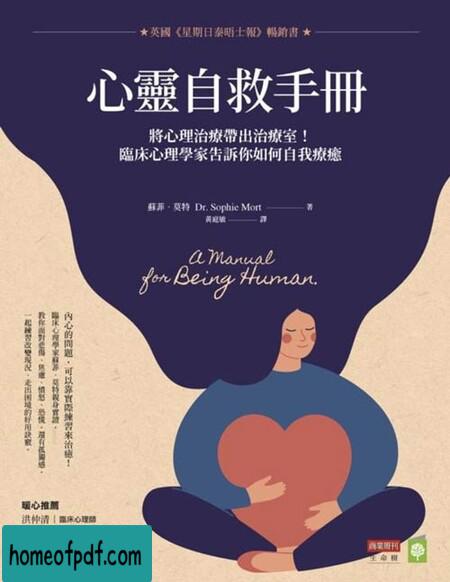 ★英國《星期日泰晤士報》暢銷書★
心靈自救手冊
將心理治療帶出治療室！
臨床心理學家告訴你如何自我療癒
蘇菲・莫特 Dr. Sophie Mort 著
黃庭敏 譯
A Manual
for Being Human.
內心的問題，可以靠實際練習來治癒！
臨床心理學家蘇菲・莫特親身實證，
教你面對悲傷、焦慮、憤怒、恐慌，還有孤獨感，
一起練習改變現況，走出困境的好用訣竅。
暖心推薦
洪仲清｜臨床心理師
homeofpdf.com
商業周刊
生命樹